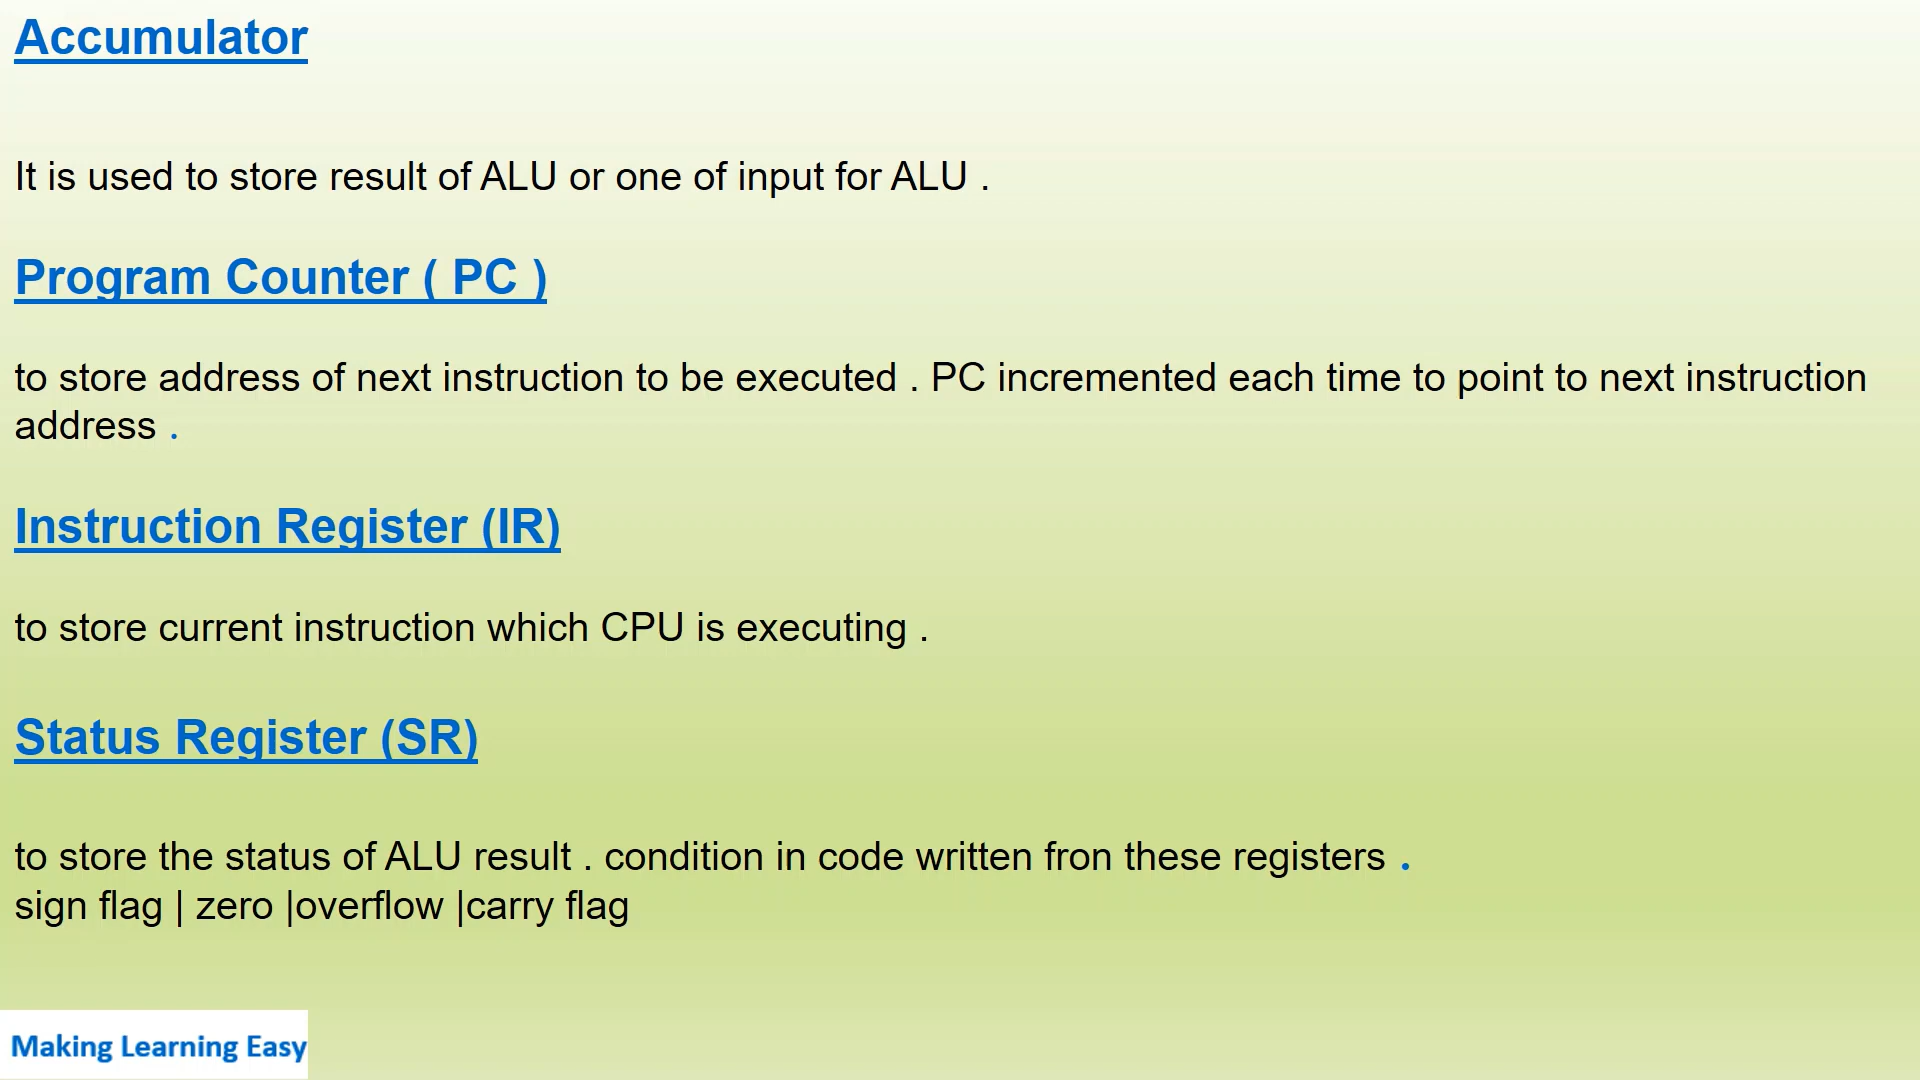 Accumulator
It is used to store result of ALU or one of input for ALU .
Program Counter ( PC )
to store address of next instruction to be executed . PC incremented each time to point to next instruction
address .
Instruction Register (IR)
to store current instruction which CPU is executing .
Status Register (SR)
to store the status of ALU result . condition in code written fron these registers .
sign flag | zero |overflow |carry flag
Making Learning Easy